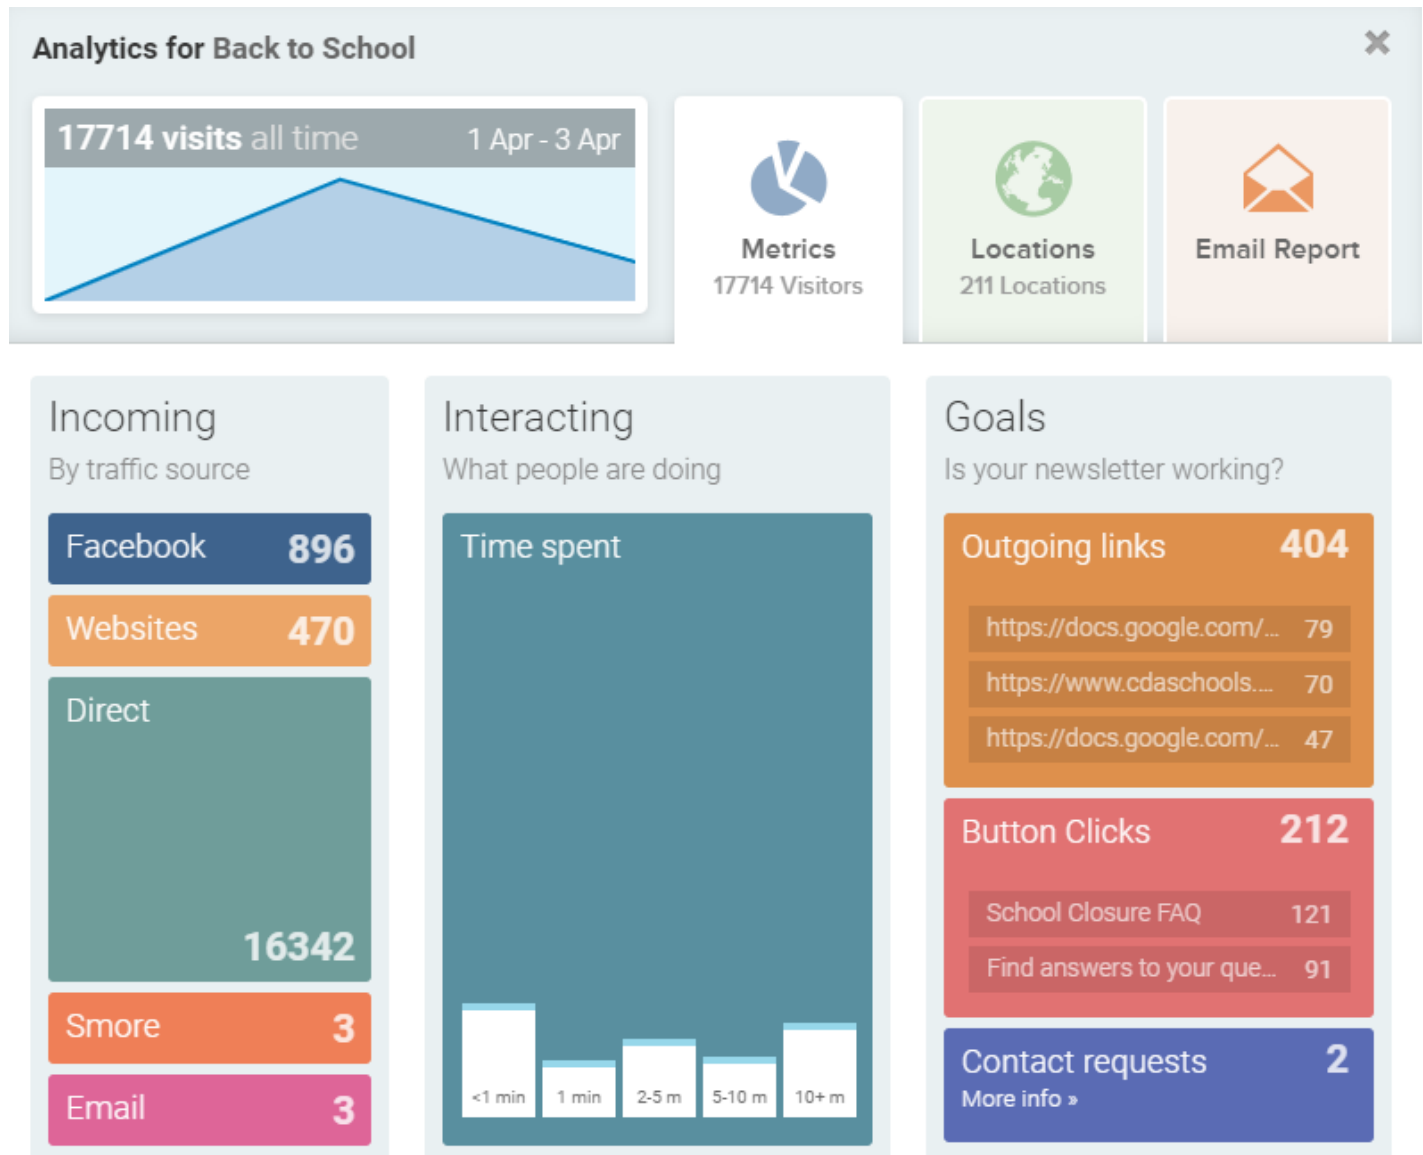 Analytics for Back to School
17714 visits all time 1 Apr - 3 Apr
Metrics
17714 Visitors
Locations
211 Locations
Email Report
Incoming
By traffic source
Facebook 896
Websites 470
Direct
16342
Smore 3
Email 3
Interacting
What people are doing
Time spent
<1 min 1 min 2-5 m 5-10 m 10+ m
Goals
Is your newsletter working?
Outgoing links 404
https://docs.google.com/... 79
https://www.cdaschools.... 70
https://docs.google.com/... 47
Button Clicks 212
School Closure FAQ 121
Find answers to your que... 91
Contact requests 2
More info »